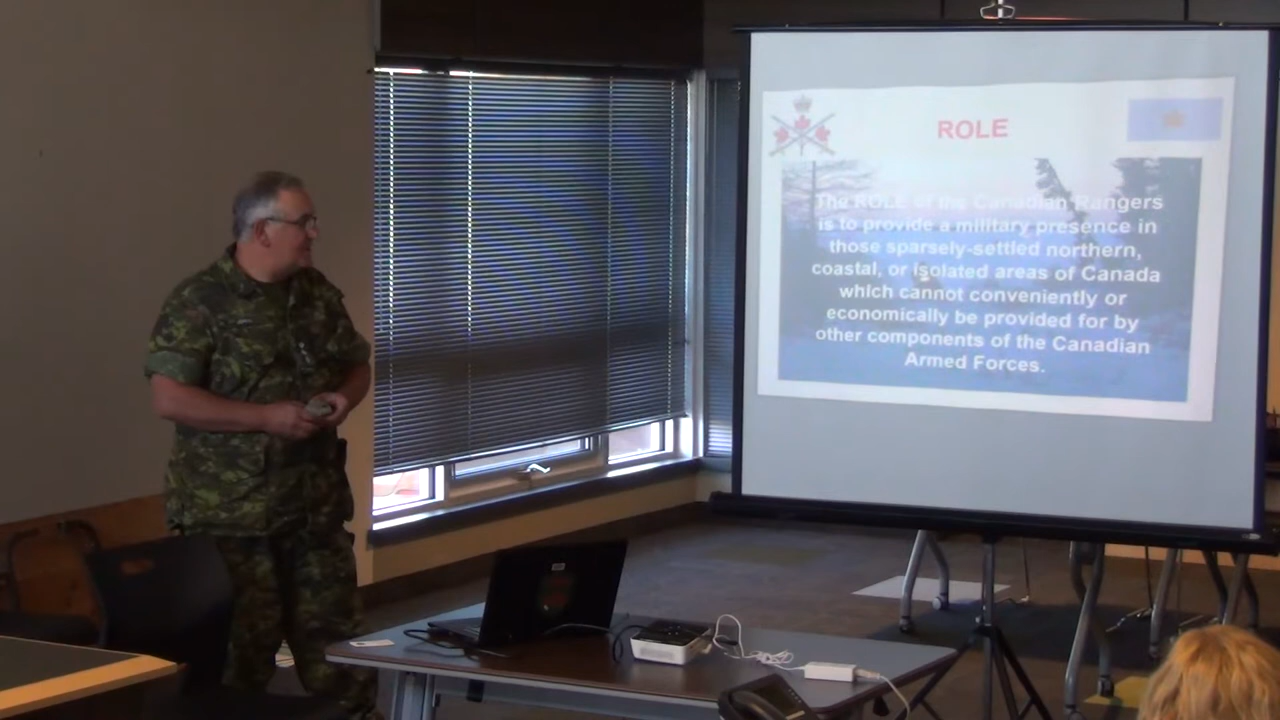 ROLE
The ROLE of the Canadian Rangers
is to provide a military presence in
those sparsely-settled northern,
coastal, or isolated areas of Canada
which cannot conveniently or
economically be provided for by
other components of the Canadian
Armed Forces.